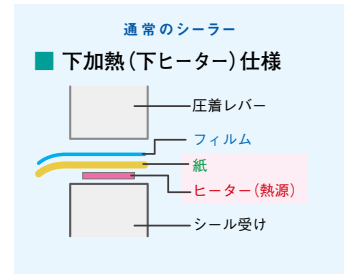 通常のシーラー
■ 下加熱（下ヒーター）仕様
圧着レバー
フィルム
紙
ヒーター（熱源）
シール受け